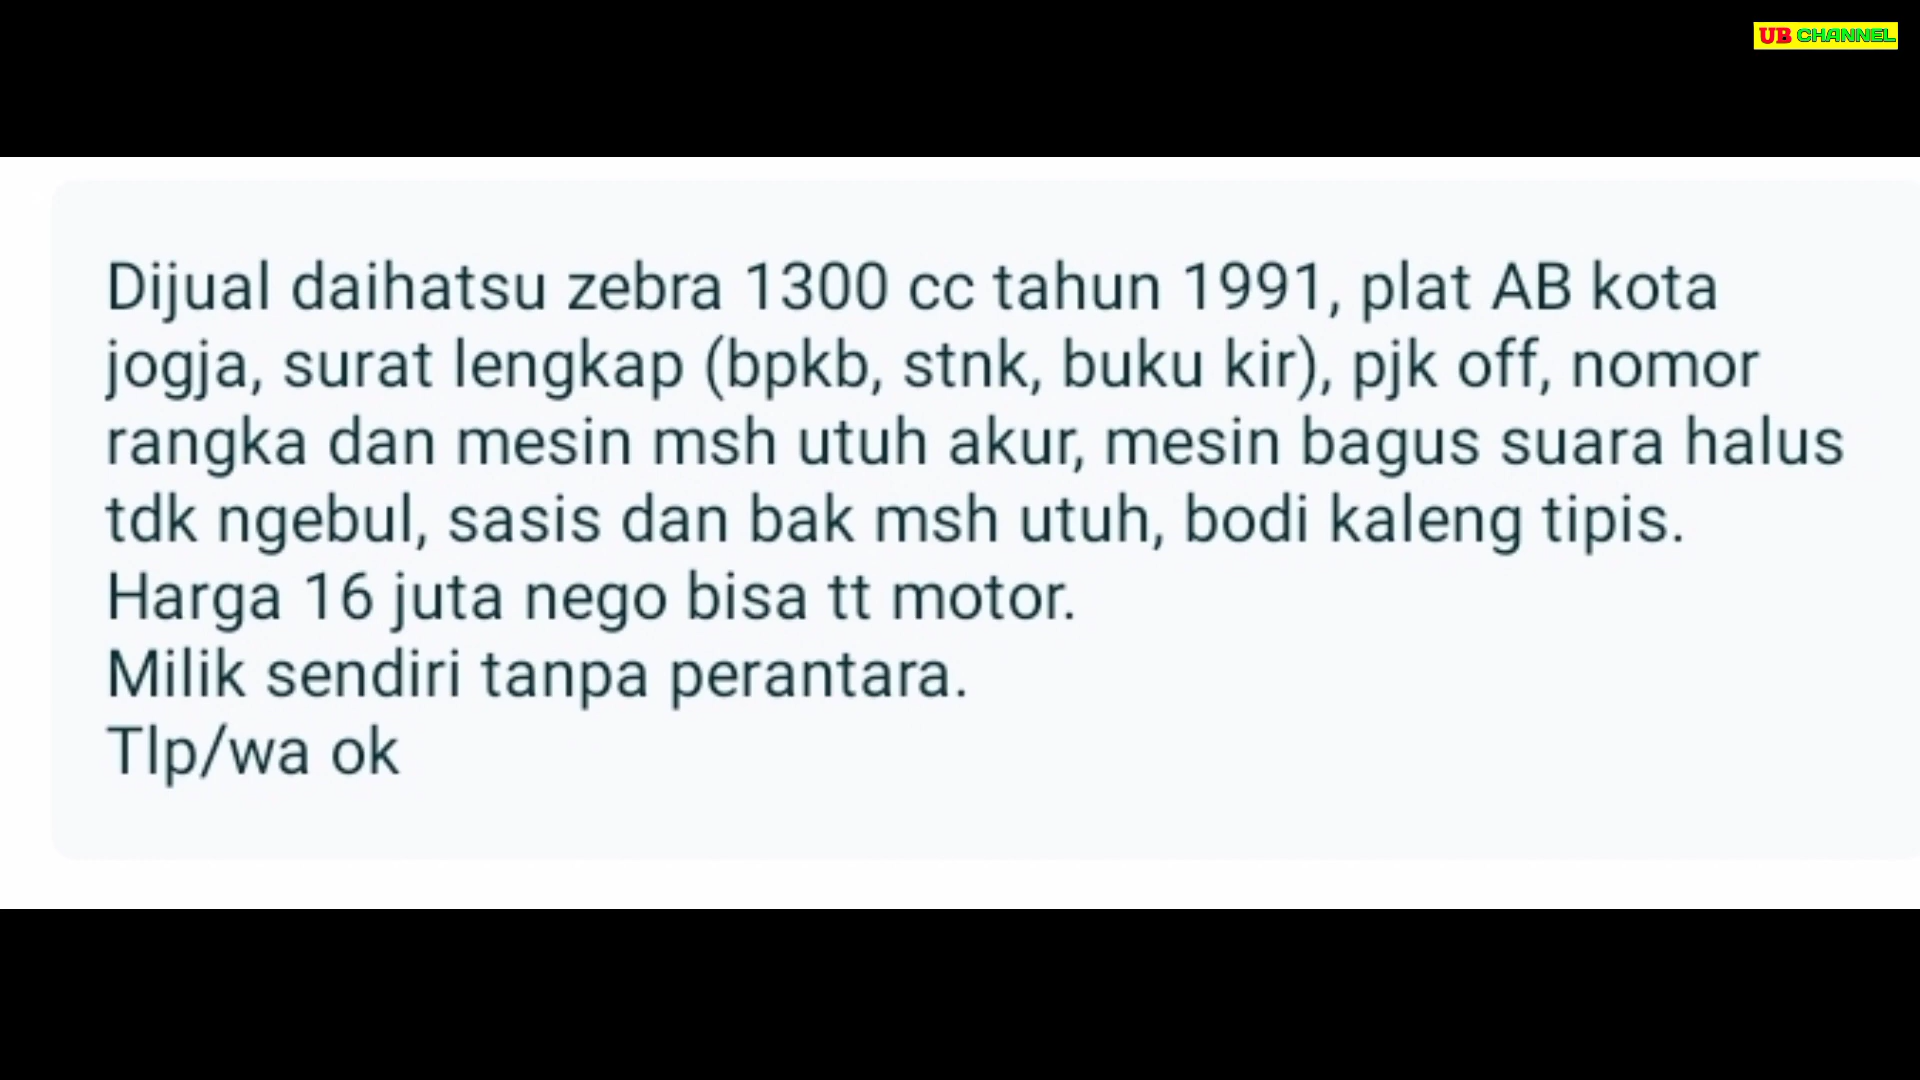 UB CHANNEL
Dijual daihatsu zebra 1300 cc tahun 1991, plat AB kota
jogja, surat lengkap (bpkb, stnk, buku kir), pjk off, nomor
rangka dan mesin msh utuh akur, mesin bagus suara halus
tdk ngebul, sasis dan bak msh utuh, bodi kaleng tipis.
Harga 16 juta nego bisa tt motor.
Milik sendiri tanpa perantara.
Tlp/wa ok